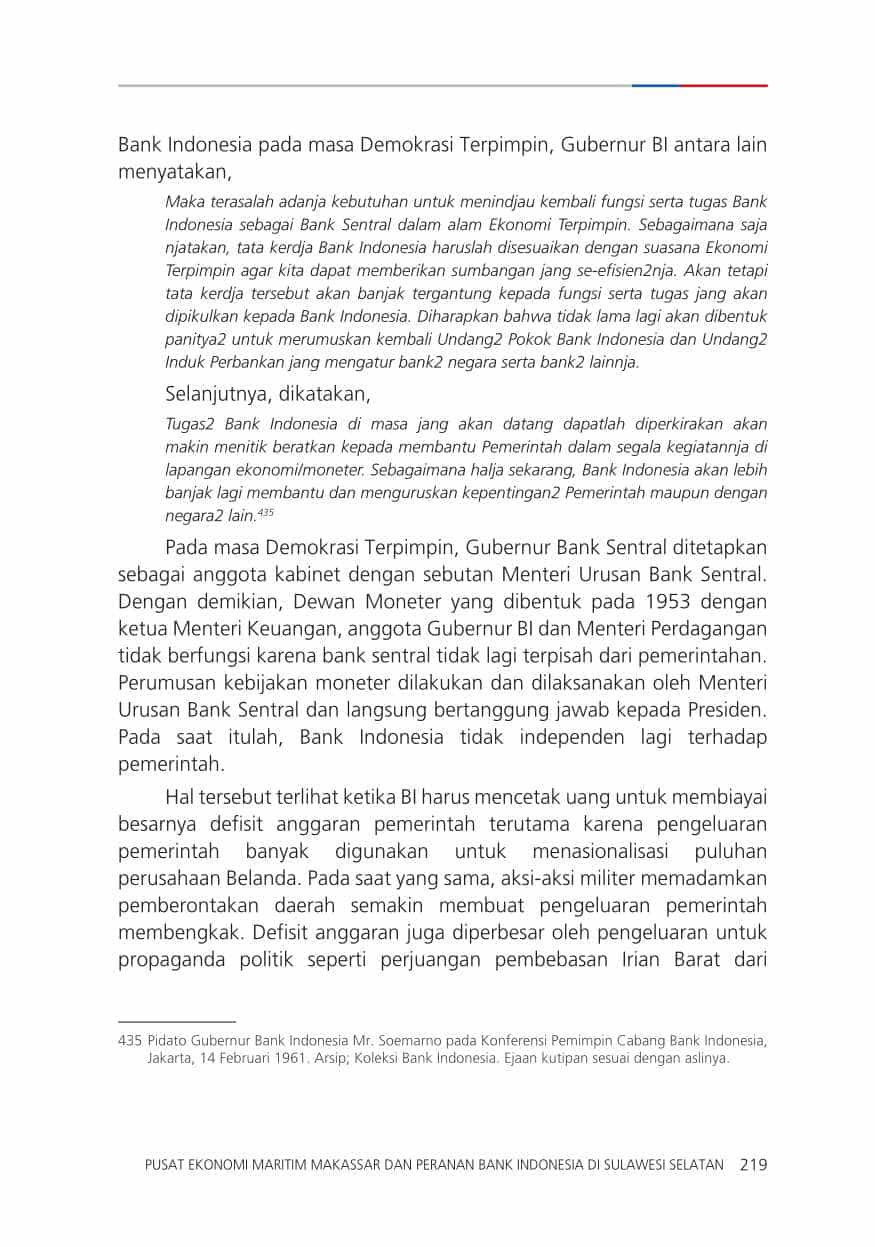 Bank Indonesia pada masa Demokrasi Terpimpin, Gubernur BI antara lain
menyatakan,
Maka terasalah adanja kebutuhan untuk menindjau kembali fungsi serta tugas Bank
Indonesia sebagai Bank Sentral dalam alam Ekonomi Terpimpin. Sebagaimana saja
njatakan, tata kerdja Bank Indonesia haruslah disesuaikan dengan suasana Ekonomi
Terpimpin agar kita dapat memberikan sumbangan jang se-efisien2nja. Akan tetapi
tata kerdja tersebut akan banjak tergantung kepada fungsi serta tugas jang akan
dipikulkan kepada Bank Indonesia. Diharapkan bahwa tidak lama lagi akan dibentuk
panitya2 untuk merumuskan kembali Undang2 Pokok Bank Indonesia dan Undang2
Induk Perbankan jang mengatur bank2 negara serta bank2 lainnja.
Selanjutnya, dikatakan,
Tugas2 Bank Indonesia di masa jang akan datang dapatlah diperkirakan akan
makin menitik beratkan kepada membantu Pemerintah dalam segala kegiatannja di
lapangan ekonomi/moneter. Sebagaimana halja sekarang, Bank Indonesia akan lebih
banjak lagi membantu dan menguruskan kepentingan2 Pemerintah maupun dengan
negara2 lain.435
Pada masa Demokrasi Terpimpin, Gubernur Bank Sentral ditetapkan
sebagai anggota kabinet dengan sebutan Menteri Urusan Bank Sentral.
Dengan demikian, Dewan Moneter yang dibentuk pada 1953 dengan
ketua Menteri Keuangan, anggota Gubernur BI dan Menteri Perdagangan
tidak berfungsi karena bank sentral tidak lagi terpisah dari pemerintahan.
Perumusan kebijakan moneter dilakukan dan dilaksanakan oleh Menteri
Urusan Bank Sentral dan langsung bertanggung jawab kepada Presiden.
Pada saat itulah, Bank Indonesia tidak independen lagi terhadap
pemerintah.
Hal tersebut terlihat ketika BI harus mencetak uang untuk membiayai
besarnya defisit anggaran pemerintah terutama karena pengeluaran
pemerintah banyak digunakan untuk menasionalisasi puluhan
perusahaan Belanda. Pada saat yang sama, aksi-aksi militer memadamkan
pemberontakan daerah semakin membuat pengeluaran pemerintah
membengkak. Defisit anggaran juga diperbesar oleh pengeluaran untuk
propaganda politik seperti perjuangan pembebasan Irian Barat dari
435 Pidato Gubernur Bank Indonesia Mr. Soemarno pada Konferensi Pemimpin Cabang Bank Indonesia,
Jakarta, 14 Februari 1961. Arsip; Koleksi Bank Indonesia. Ejaan kutipan sesuai dengan aslinya.
PUSAT EKONOMI MARITIM MAKASSAR DAN PERANAN BANK INDONESIA DI SULAWESI SELATAN 219